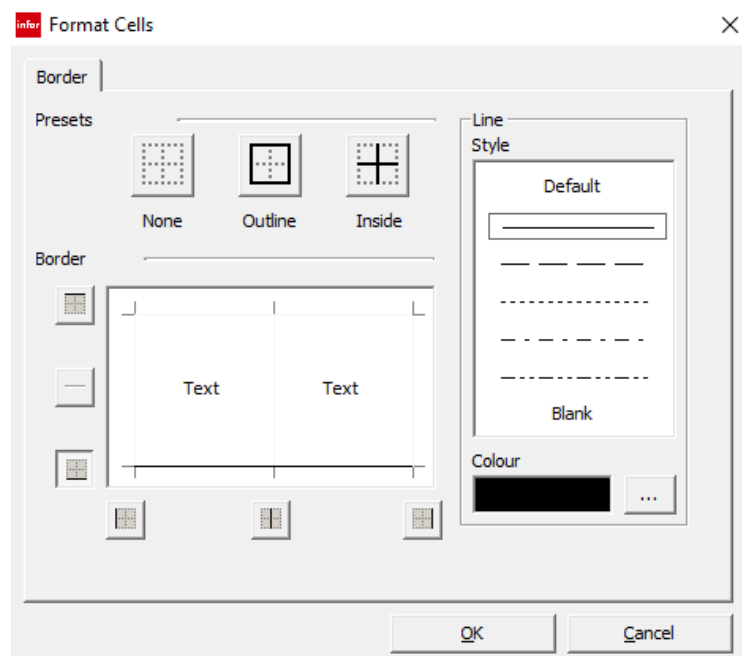 infor Format Cells
Border
Presets
None Outline Inside
Border
Text Text
Line
Style
Default
Blank
Colour
...
OK Cancel